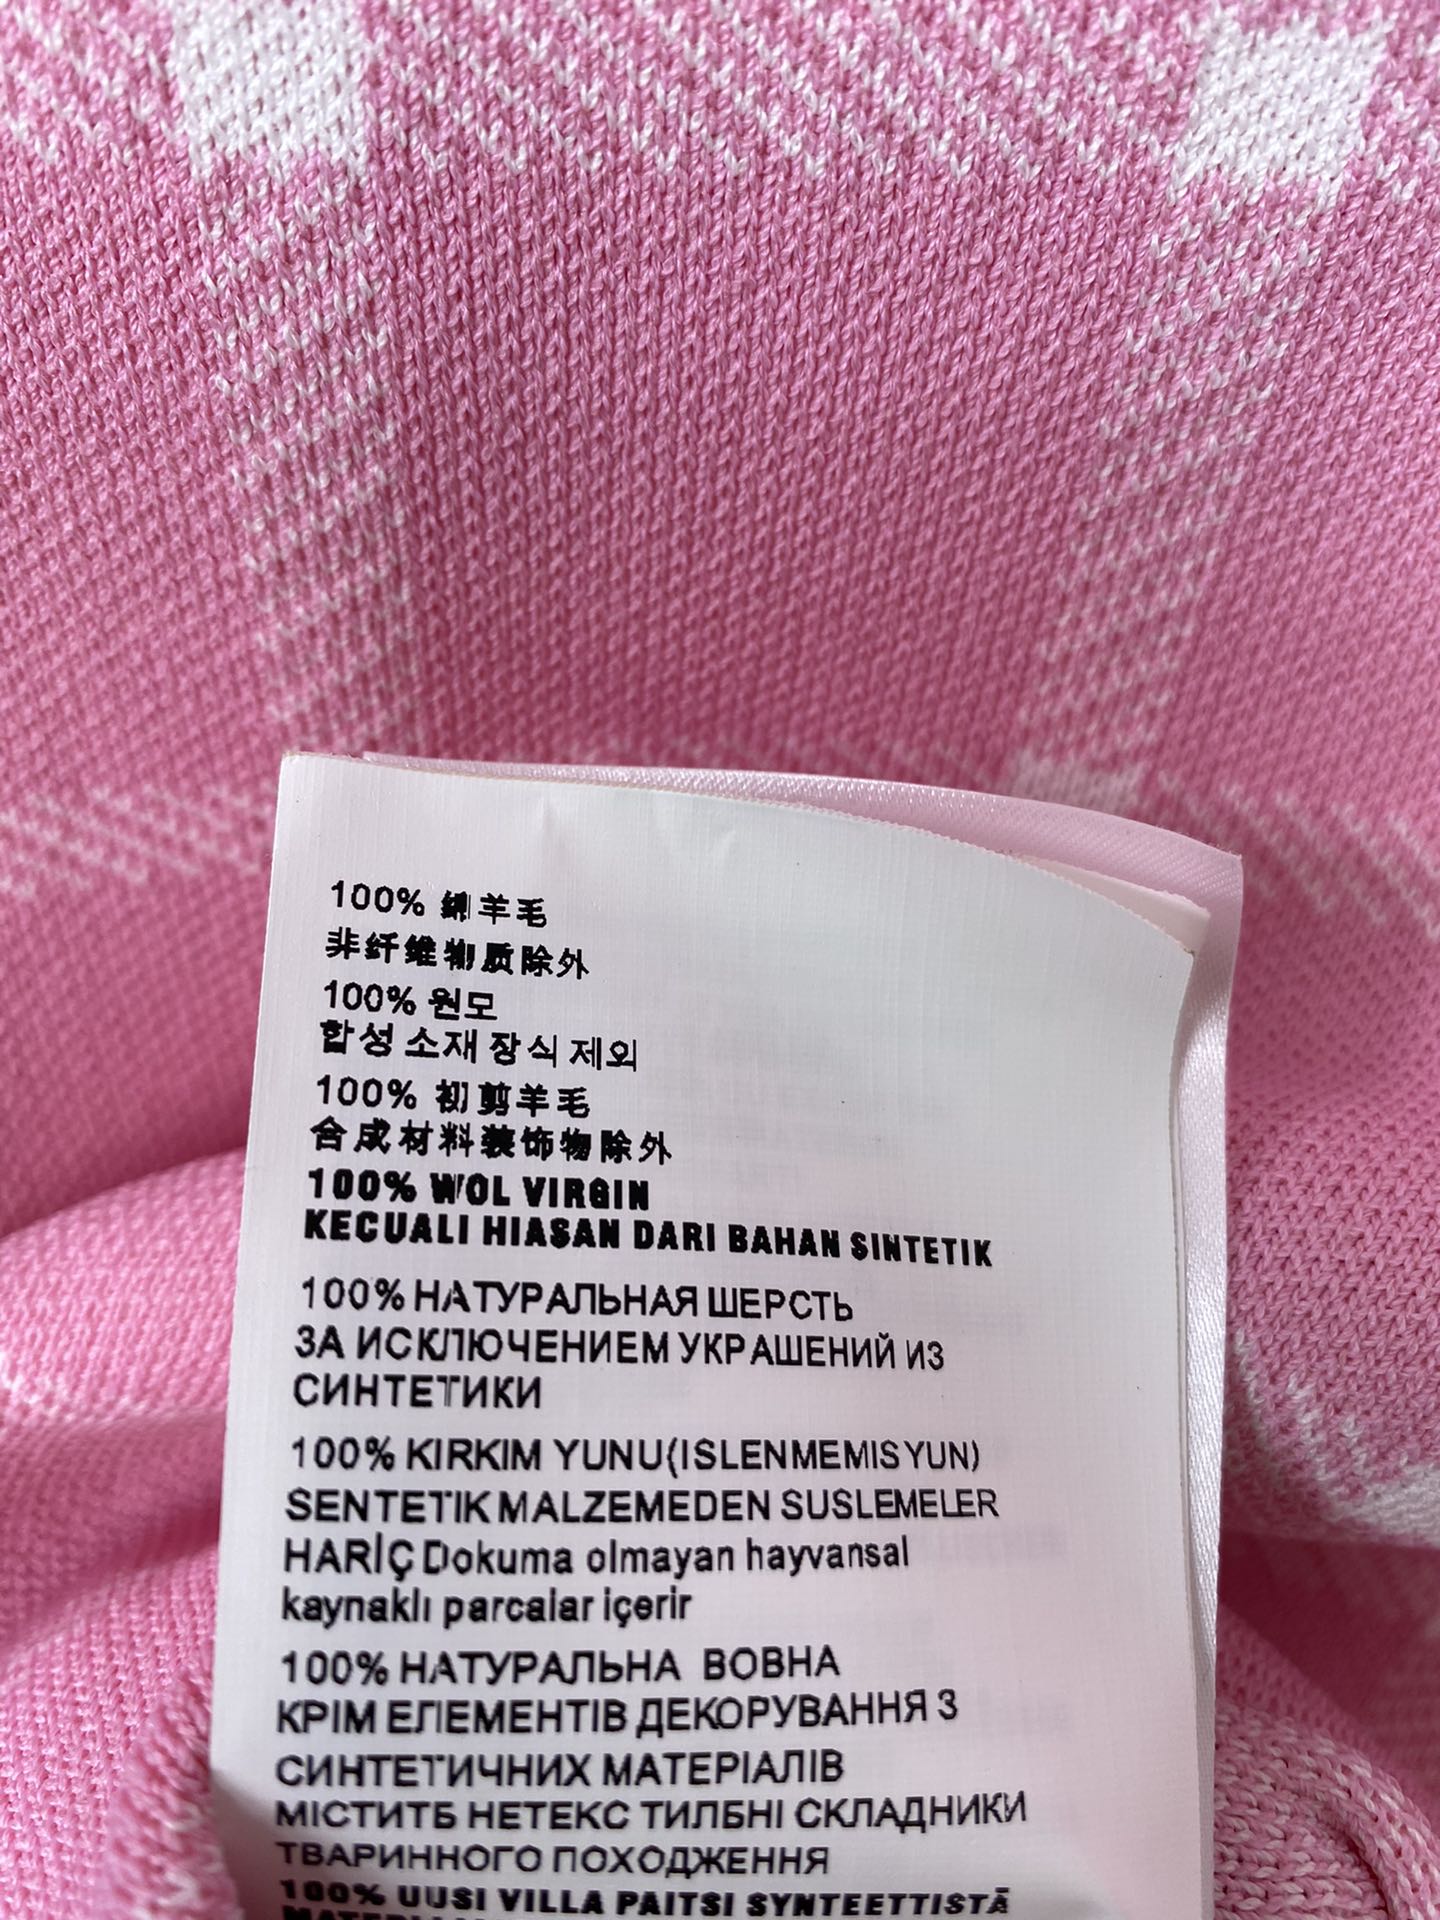 100% 綿羊毛
非纤维物质除外
100% 원모
합성 소재 장식 제외
100% 初剪羊毛
合成材料装饰物除外
100% WOL VIRGIN
KECUALI HIASAN DARI BAHAN SINTETIK
100% НАТУРАЛЬНАЯ ШЕРСТЬ
ЗА ИСКЛЮЧЕНИЕМ УКРАШЕНИЙ ИЗ
СИНТЕТИКИ
100% KIRKIM YUNU(ISLENMEMIS YUN)
SENTETIK MALZEMEDEN SUSLEMELER
HARİÇ Dokuma olmayan hayvansal
kaynaklı parcalar içerir
100% НАТУРАЛЬНА ВОВНА
КРІМ ЕЛЕМЕНТІВ ДЕКОРУВАННЯ З
СИНТЕТИЧНИХ МАТЕРІАЛІВ
МІСТИТБ НЕТЕКС ТИЛБНІ СКЛАДНИКИ
ТВАРИННОГО ПОХОДЖЕННЯ
100% UUSI VILLA PAITSI SYNTEETTISTÄ